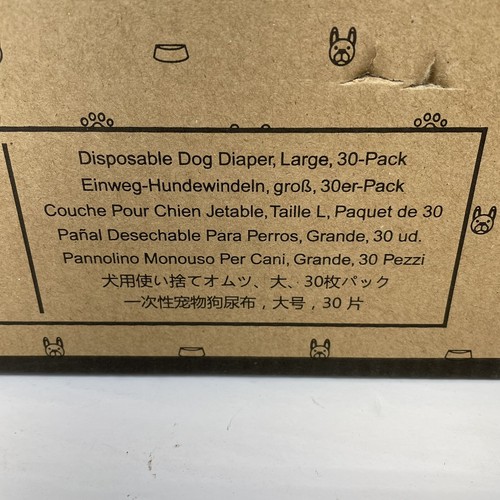 Disposable Dog Diaper, Large, 30-Pack
Einweg-Hundewindeln, groß, 30er-Pack
Couche Pour Chien Jetable, Taille L, Paquet de 30
Pañal Desechable Para Perros, Grande, 30 ud.
Pannolino Monouso Per Cani, Grande, 30 Pezzi
犬用使い捨てオムツ、大、30枚パック
一次性宠物狗尿布，大号，30 片